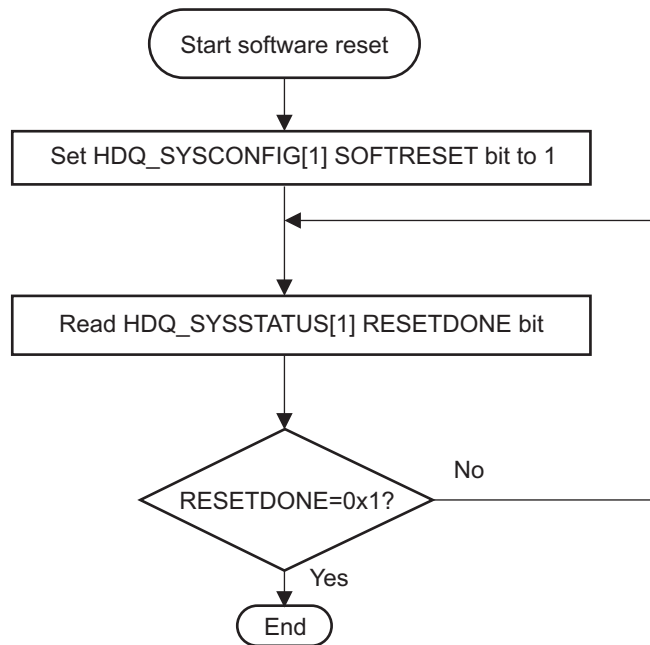 Start software reset
Set HDQ_SYSCONFIG[1] SOFTRESET bit to 1
Read HDQ_SYSSTATUS[1] RESETDONE bit
RESETDONE=0x1?
No
Yes
End